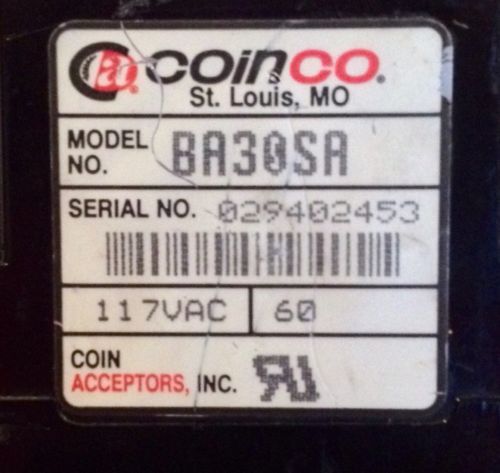 COINCO.
St. Louis, MO
MODEL NO. BA30SA
SERIAL NO. 029402453
117VAC 60
COIN
ACCEPTORS, INC.